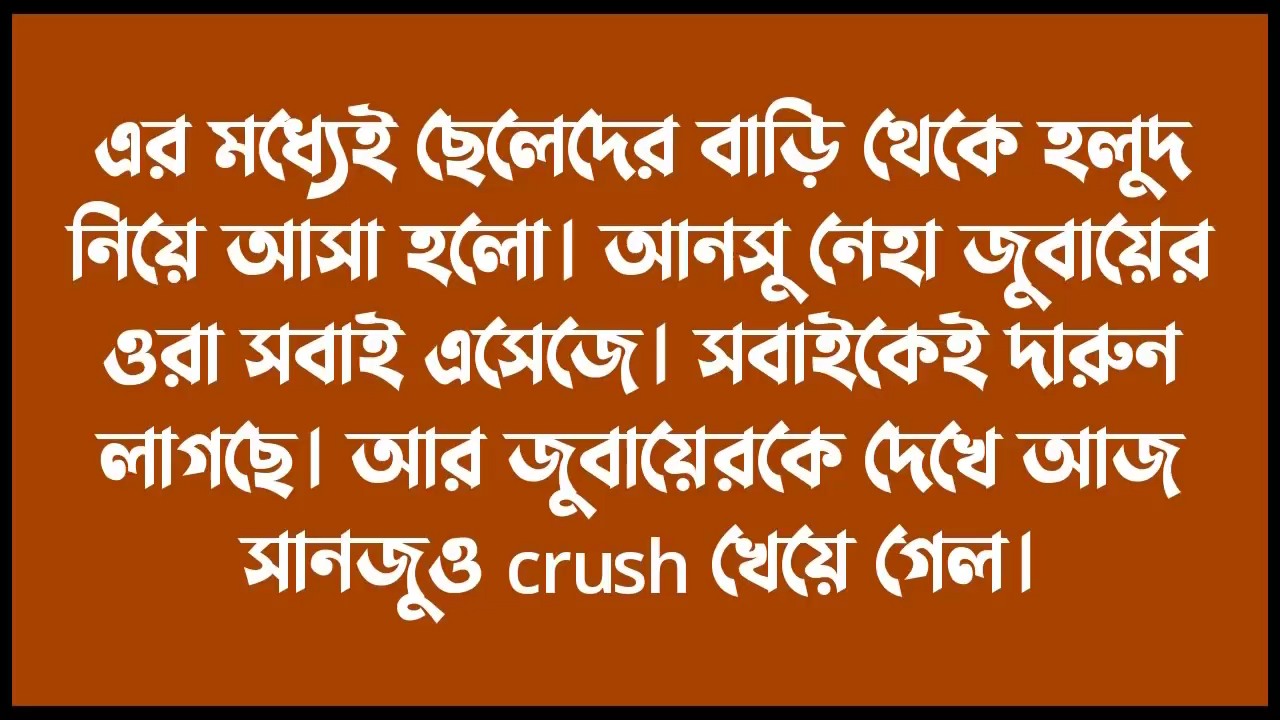 এর মধ্যেই ছেলেদের বাড়ি থেকে হলুদ
নিয়ে আসা হলো। আনসু নেহা জুবায়ের
ওরা সবাই এসেজে। সবাইকেই দারুন
লাগছে। আর জুবায়েরকে দেখে আজ
সানজুও crush খেয়ে গেল।